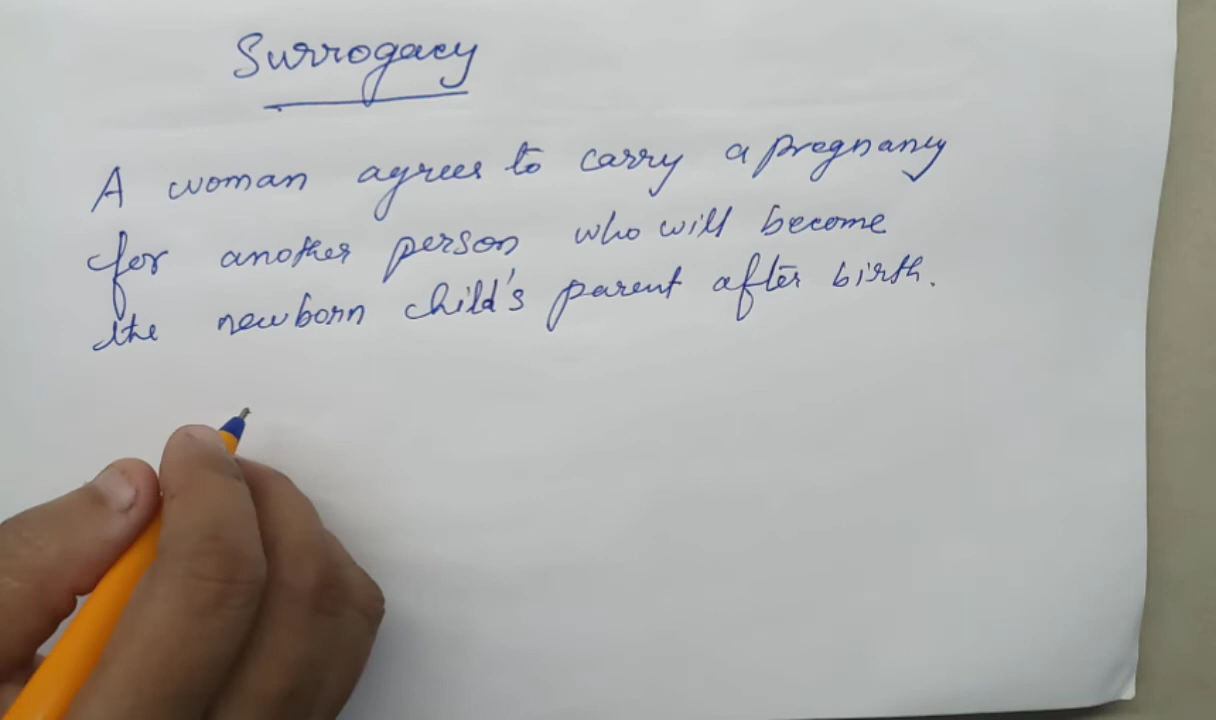 Surrogacy
A woman agrees to carry a pregnancy
for another person who will become
the newborn child's parent after birth.